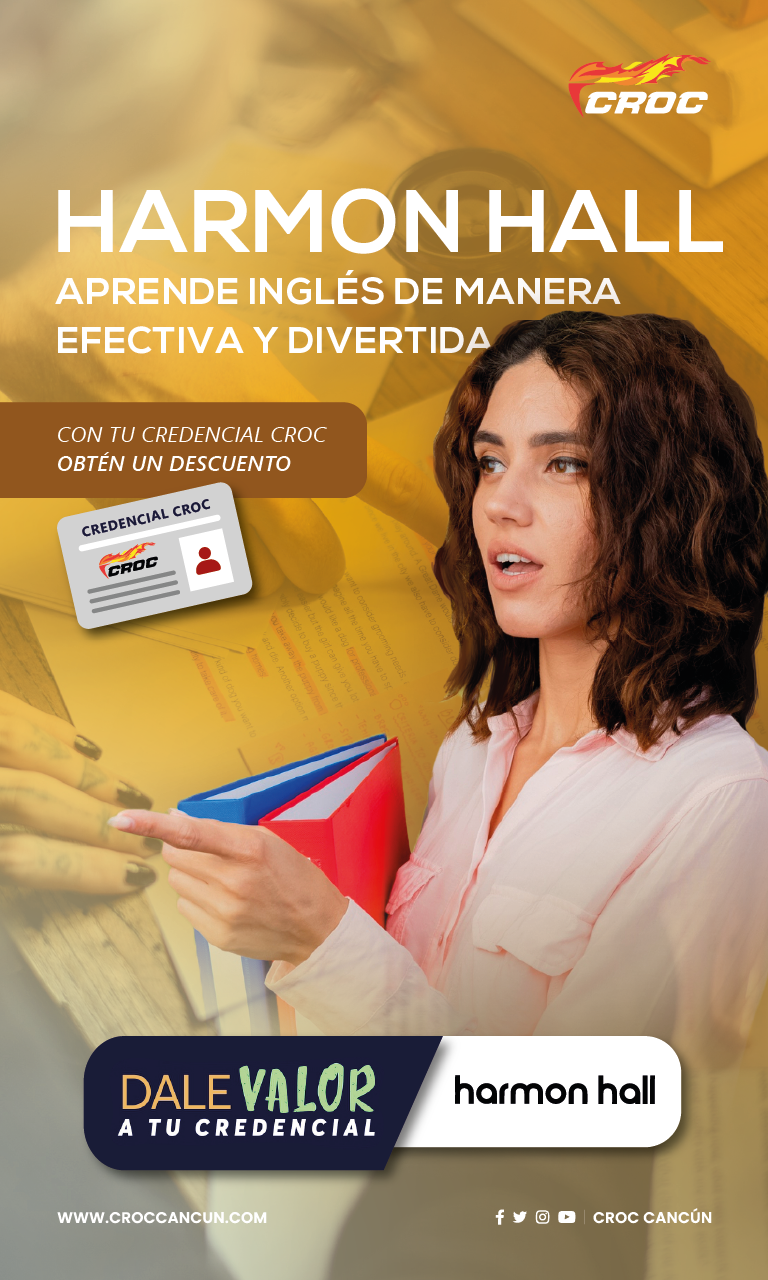 CROC
HARMON HALL
APRENDE INGLÉS DE MANERA
EFECTIVA Y DIVERTIDA
CON TU CREDENCIAL CROC
OBTÉN UN DESCUENTO
CREDENCIAL CROC
CROC
DALE VALOR
A TU CREDENCIAL
harmon hall
WWW.CROCCANCUN.COM
CROC CANCÚN